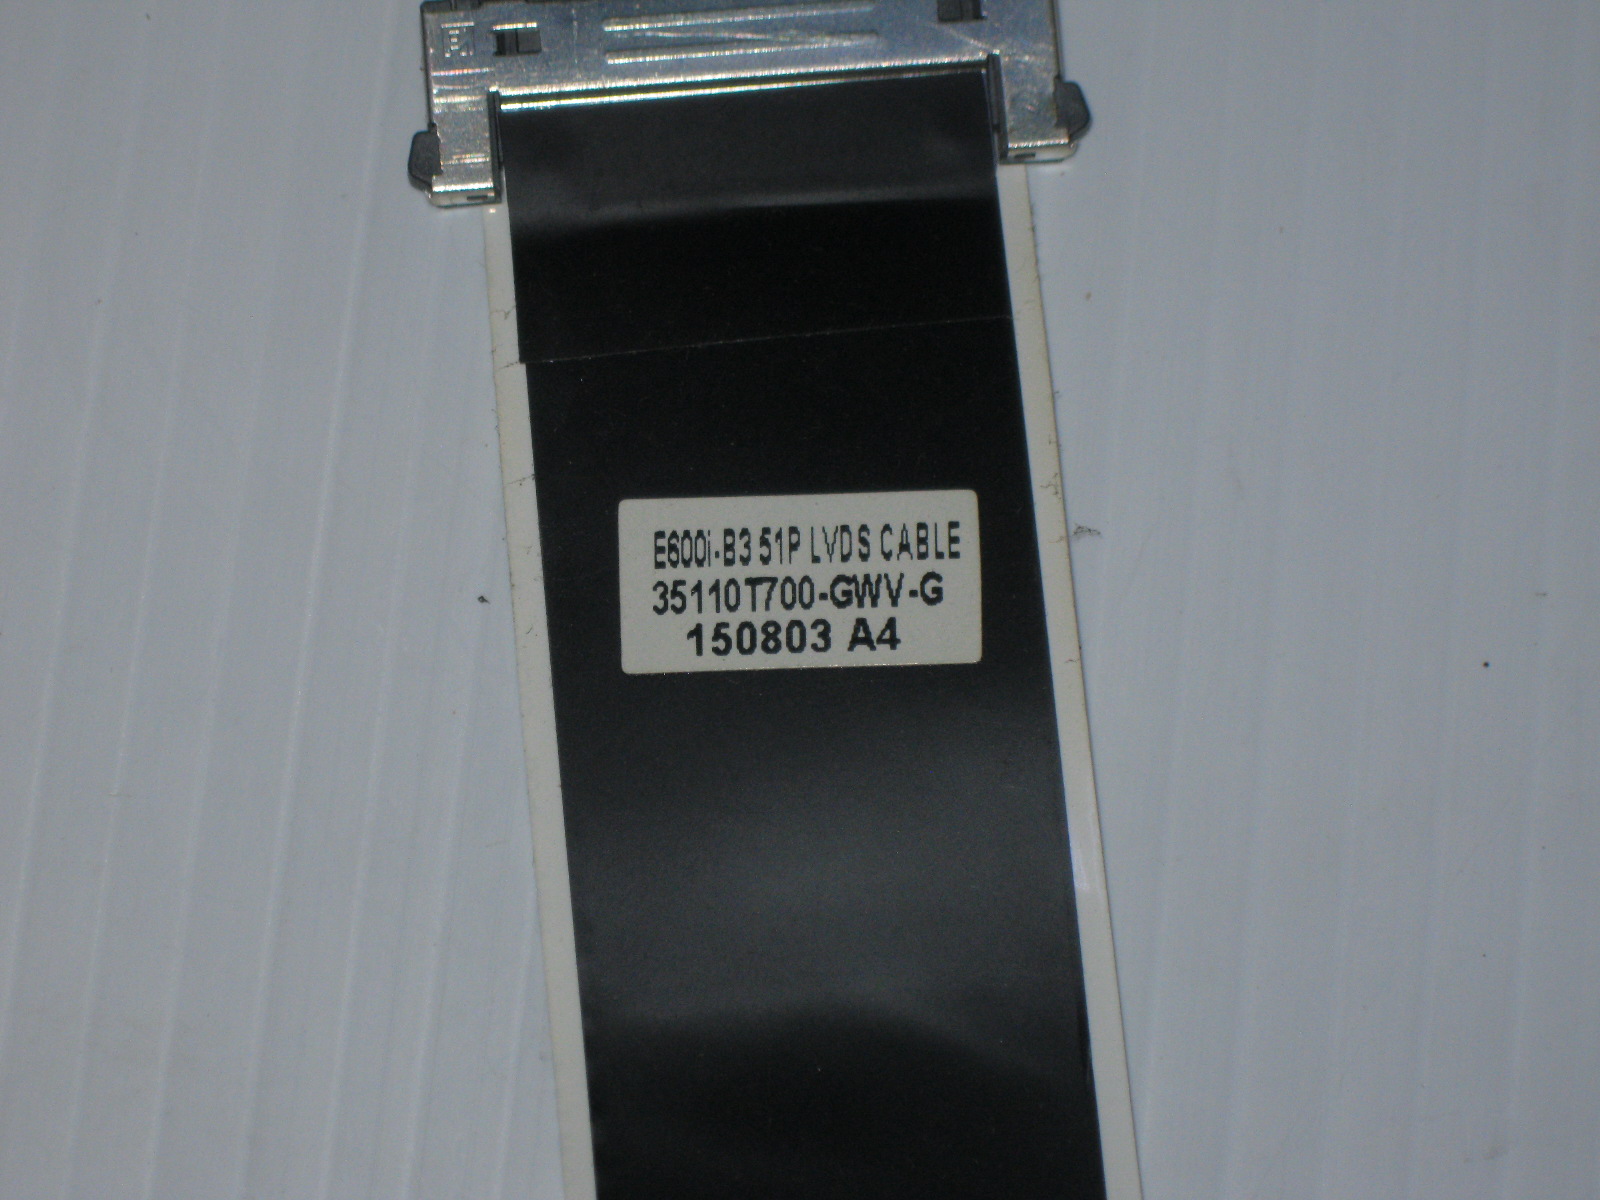 E600i-B3 51P LVDS CABLE
35110T700-GWV-G
150803 A4